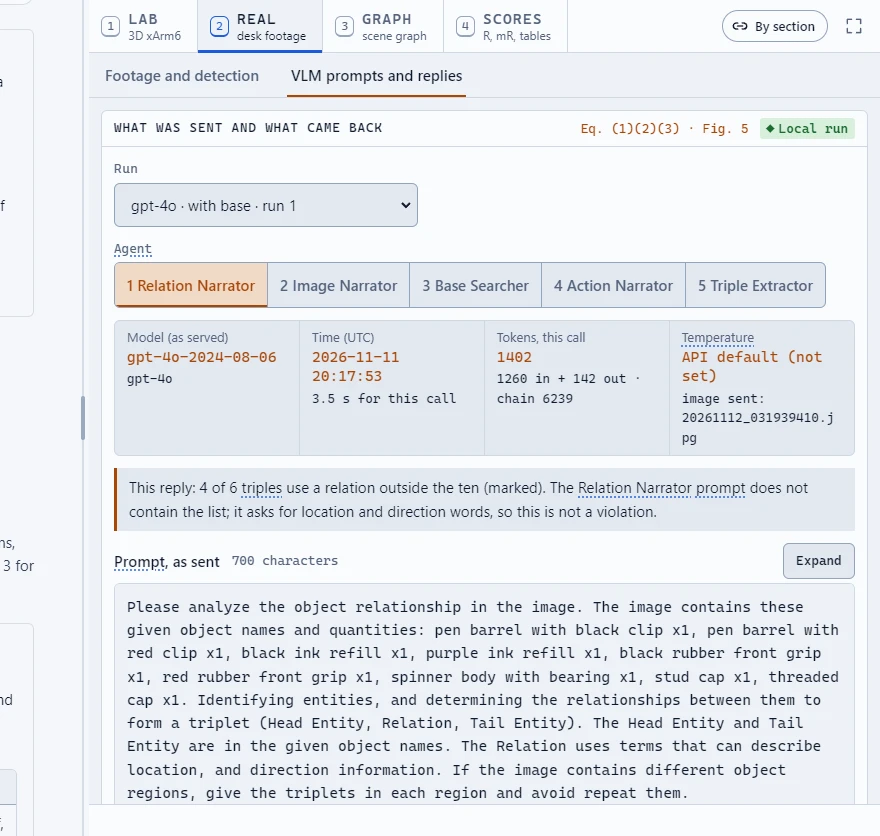 1 LAB
3D xArm6
2 REAL
desk footage
3 GRAPH
scene graph
4 SCORES
R, mR, tables
By section
Footage and detection
VLM prompts and replies
WHAT WAS SENT AND WHAT CAME BACK
Eq. (1)(2)(3) · Fig. 5
◆ Local run
Run
gpt-4o · with base · run 1
Agent
1 Relation Narrator
2 Image Narrator
3 Base Searcher
4 Action Narrator
5 Triple Extractor
Model (as served)
gpt-4o-2024-08-06
gpt-4o
Time (UTC)
2026-11-11
20:17:53
3.5 s for this call
Tokens, this call
1402
1260 in + 142 out ·
chain 6239
Temperature
API default (not
set)
image sent:
20261112_031939410.j
pg
This reply: 4 of 6 triples use a relation outside the ten (marked). The Relation Narrator prompt does not
contain the list; it asks for location and direction words, so this is not a violation.
Prompt, as sent 700 characters
Expand
Please analyze the object relationship in the image. The image contains these
given object names and quantities: pen barrel with black clip x1, pen barrel with
red clip x1, black ink refill x1, purple ink refill x1, black rubber front grip
x1, red rubber front grip x1, spinner body with bearing x1, stud cap x1, threaded
cap x1. Identifying entities, and determining the relationships between them to
form a triplet (Head Entity, Relation, Tail Entity). The Head Entity and Tail
Entity are in the given object names. The Relation uses terms that can describe
location, and direction information. If the image contains different object
regions, give the triplets in each region and avoid repeat them.
3 for